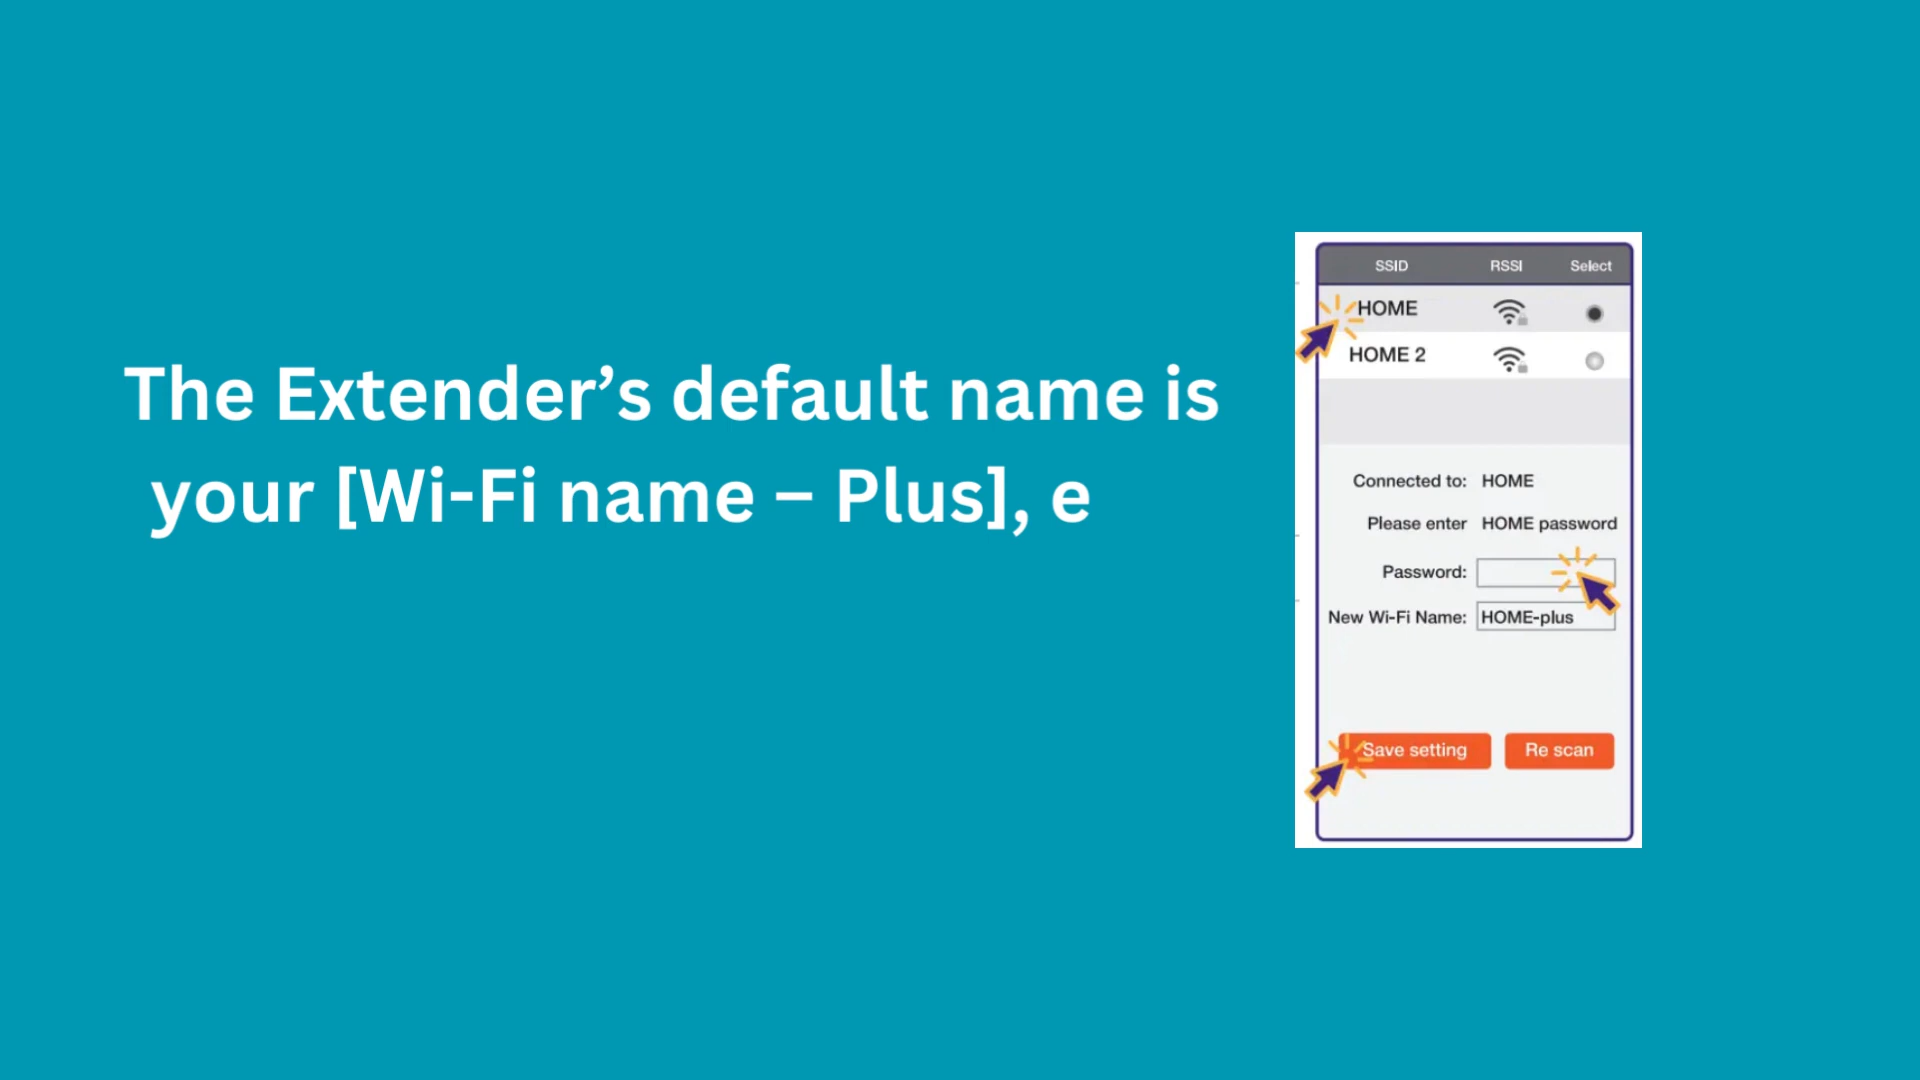 The Extender’s default name is
your [Wi-Fi name – Plus], e
SSID RSSI Select
HOME
HOME 2
Connected to: HOME
Please enter HOME password
Password:
New Wi-Fi Name: HOME-plus
Save setting Re scan